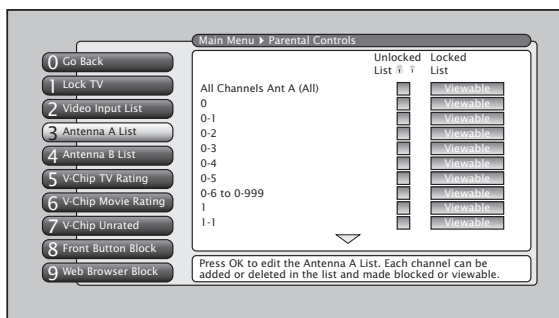 Main Menu ▶ Parental Controls
0 Go Back
1 Lock TV
2 Video Input List
3 Antenna A List
4 Antenna B List
5 V-Chip TV Rating
6 V-Chip Movie Rating
7 V-Chip Unrated
8 Front Button Block
9 Web Browser Block
Unlocked Locked
List List
All Channels Ant A (All) Viewable
0 Viewable
0-1 Viewable
0-2 Viewable
0-3 Viewable
0-4 Viewable
0-5 Viewable
0-6 to 0-999 Viewable
1 Viewable
1-1 Viewable
Press OK to edit the Antenna A List. Each channel can be
added or deleted in the list and made blocked or viewable.